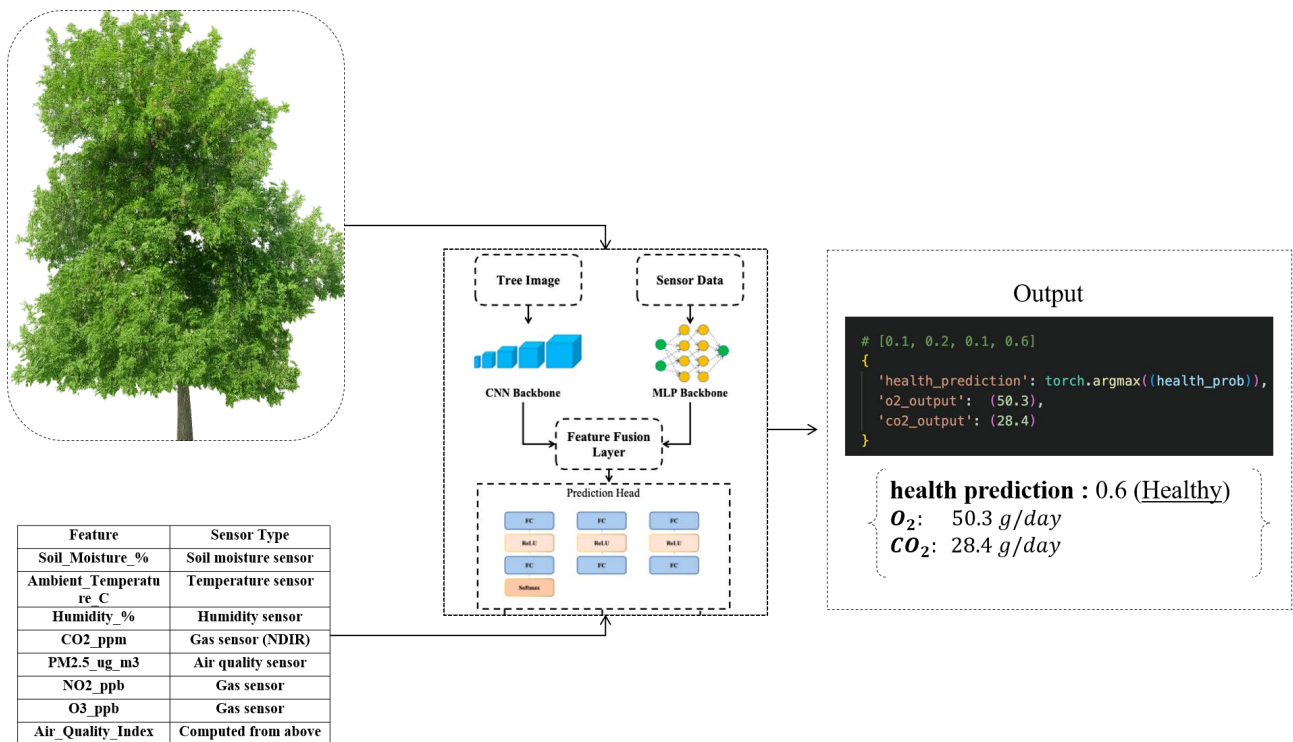 Tree Image
Sensor Data
CNN Backbone
MLP Backbone
Feature Fusion
Layer
Prediction Head
FC
FC
FC
ReLU
ReLU
ReLU
FC
FC
FC
Softmax
Feature
Sensor Type
Soil_Moisture_%
Soil moisture sensor
Ambient_Temperatu
re_C
Temperature sensor
Humidity_%
Humidity sensor
CO2_ppm
Gas sensor (NDIR)
PM2.5_ug_m3
Air quality sensor
NO2_ppb
Gas sensor
O3_ppb
Gas sensor
Air_Quality_Index
Computed from above
Output
# [0.1, 0.2, 0.1, 0.6]
{
'health_prediction': torch.argmax((health_prob)),
'o2_output': (50.3),
'co2_output': (28.4)
}
health prediction : 0.6 (Healthy)
O₂: 50.3 g/day
CO₂: 28.4 g/day